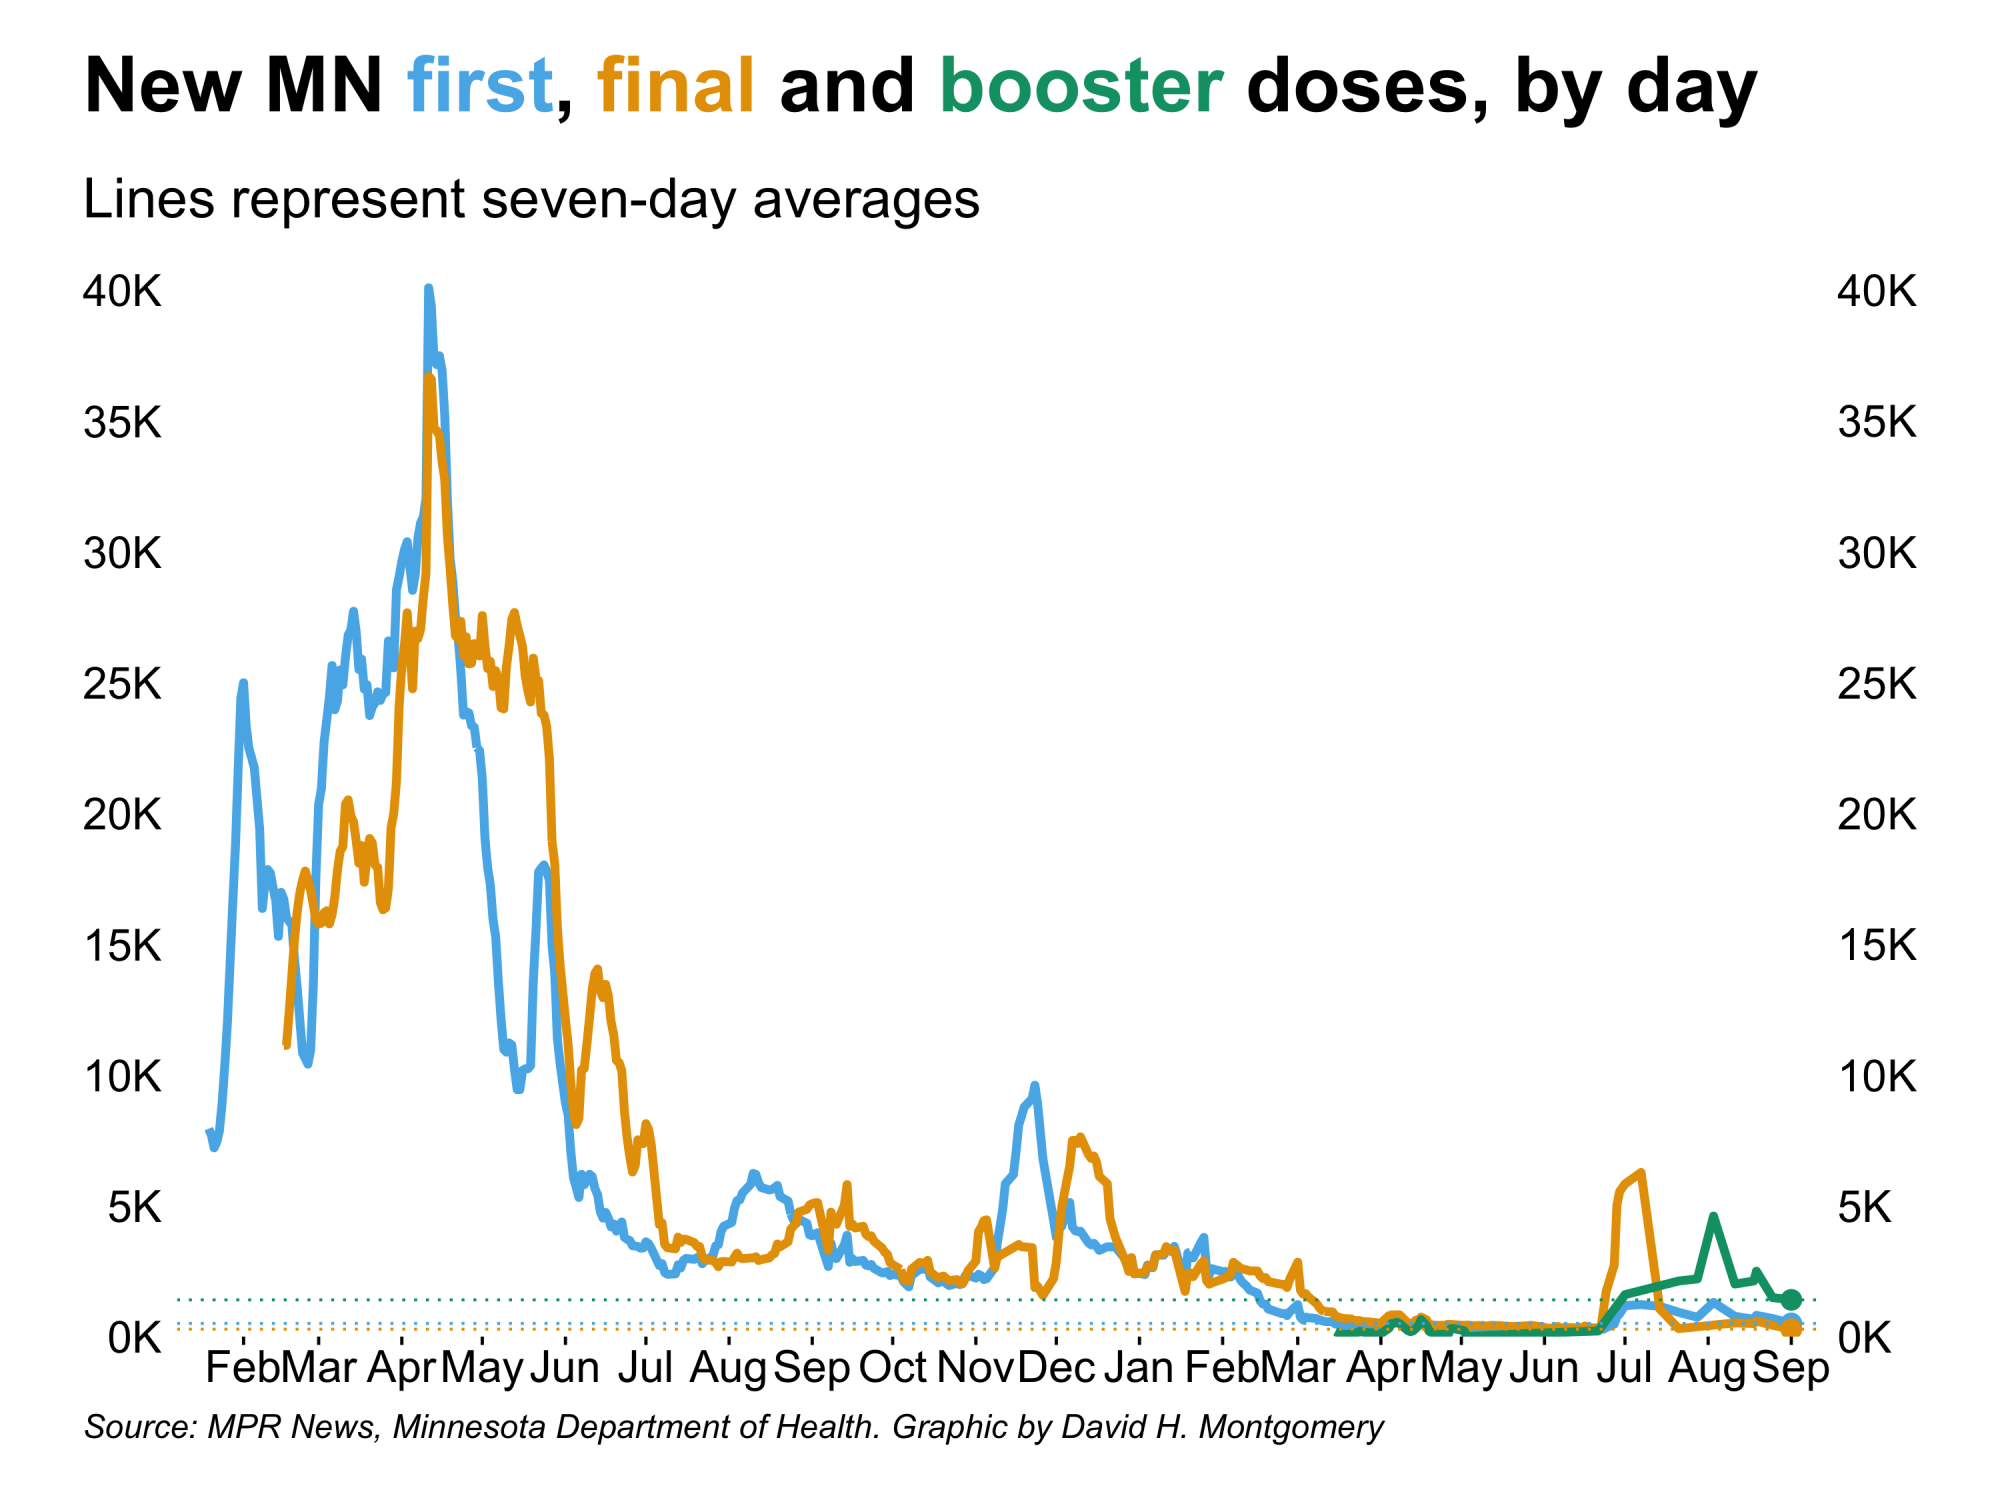 New MN first, final and booster doses, by day
Lines represent seven-day averages
40K 40K
35K 35K
30K 30K
25K 25K
20K 20K
15K 15K
10K 10K
5K 5K
0K 0K
Feb Mar Apr May Jun Jul Aug Sep Oct Nov Dec Jan Feb Mar Apr May Jun Jul Aug Sep
Source: MPR News, Minnesota Department of Health. Graphic by David H. Montgomery